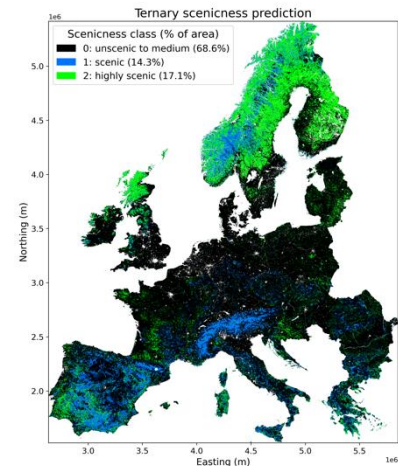 Ternary scenicness prediction
1e6
Scenicness class (% of area)
0: unscenic to medium (68.6%)
1: scenic (14.3%)
2: highly scenic (17.1%)
5.0
4.5
4.0
3.5
3.0
2.5
2.0
Northing (m)
3.0 3.5 4.0 4.5 5.0 5.5
Easting (m)
1e6